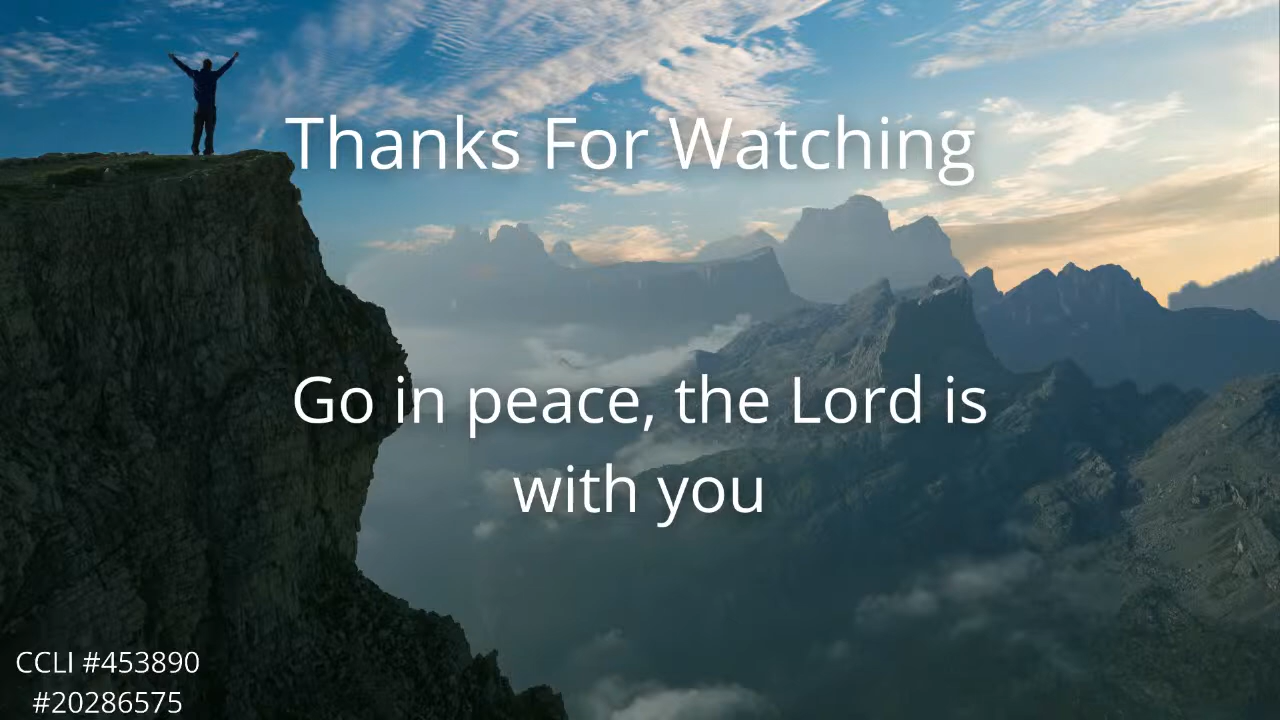 Thanks For Watching
Go in peace, the Lord is
with you
CCLI #453890
#20286575